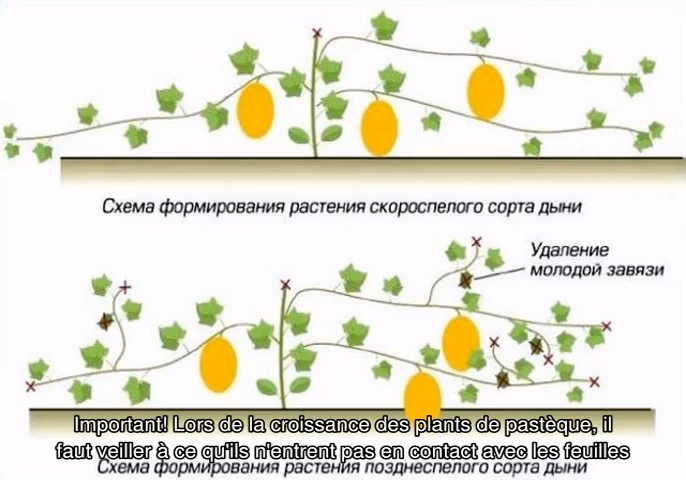 Схема формирования растения скороспелого сорта дыни
Удаление
молодой завязи
Important! Lors de la croissance des plants de pastèque, il
faut veiller à ce qu'ils n'entrent pas en contact avec les feuilles
Схема формирования растения позднеспелого сорта дыни